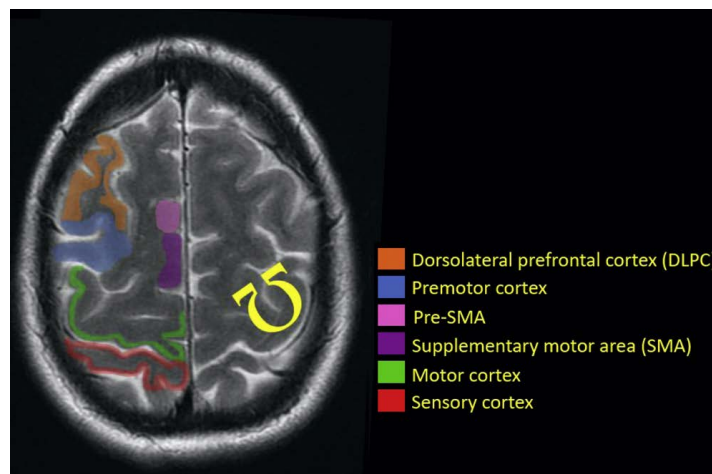 Ʊ
Dorsolateral prefrontal cortex (DLPC)
Premotor cortex
Pre-SMA
Supplementary motor area (SMA)
Motor cortex
Sensory cortex